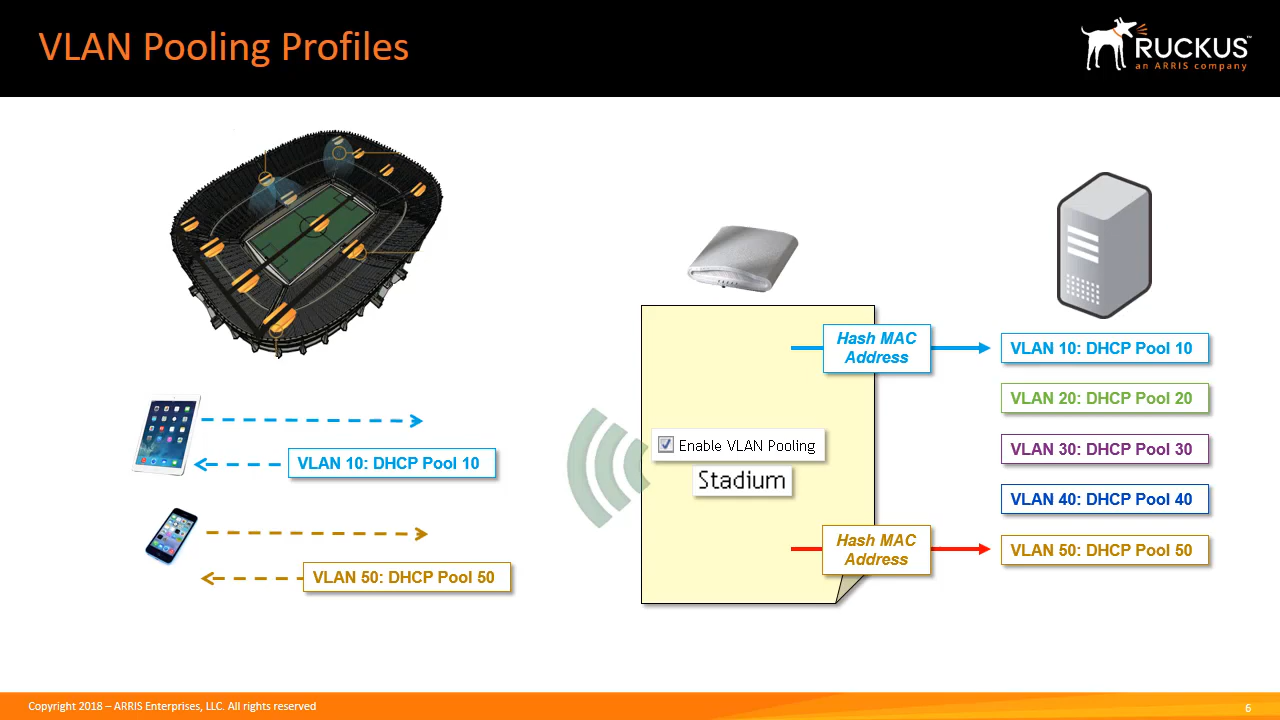 VLAN Pooling Profiles
RUCKUS™
an ARRIS company
Hash MAC
Address
VLAN 10: DHCP Pool 10
VLAN 20: DHCP Pool 20
VLAN 30: DHCP Pool 30
VLAN 40: DHCP Pool 40
VLAN 50: DHCP Pool 50
VLAN 10: DHCP Pool 10
Enable VLAN Pooling
Stadium
Hash MAC
Address
VLAN 50: DHCP Pool 50
Copyright 2018 – ARRIS Enterprises, LLC. All rights reserved
6